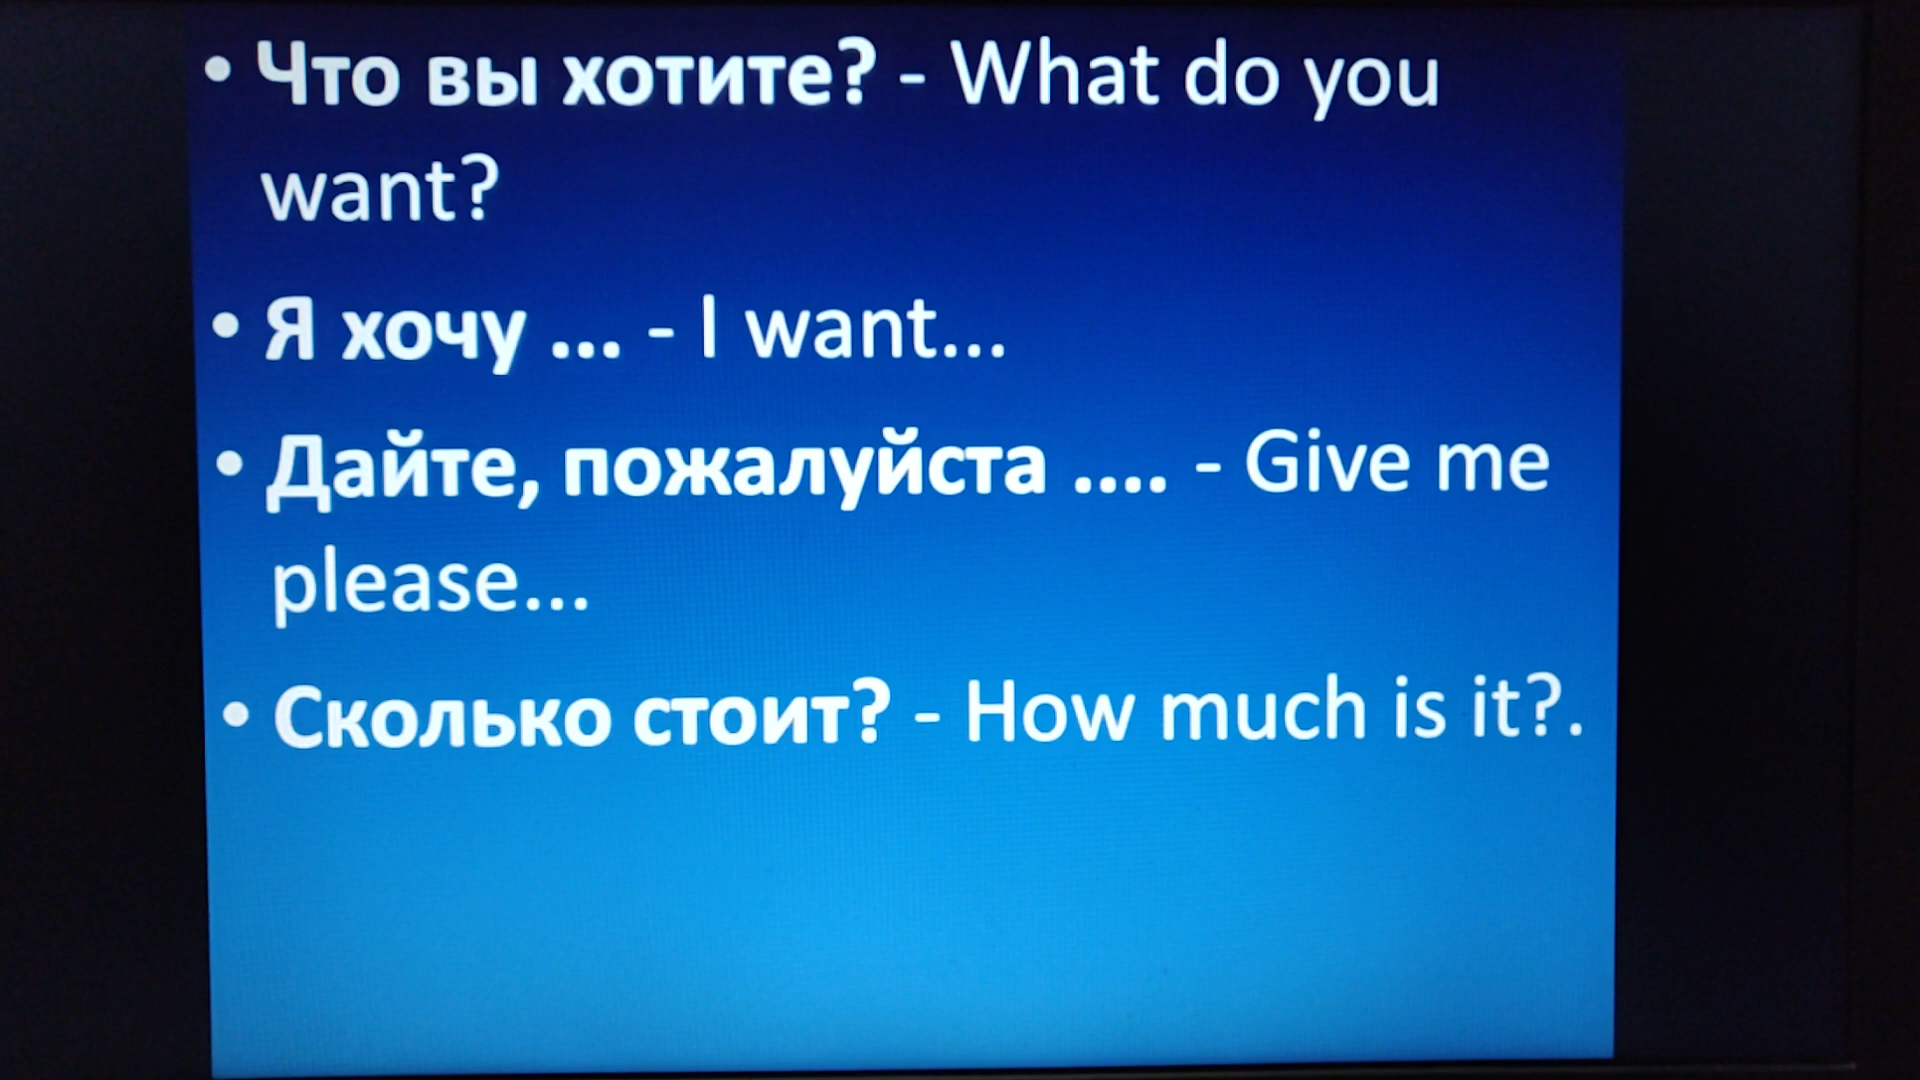 • Что вы хотите? - What do you
want?
• Я хочу ... - I want...
• Дайте, пожалуйста .... - Give me
please...
• Сколько стоит? - How much is it?.